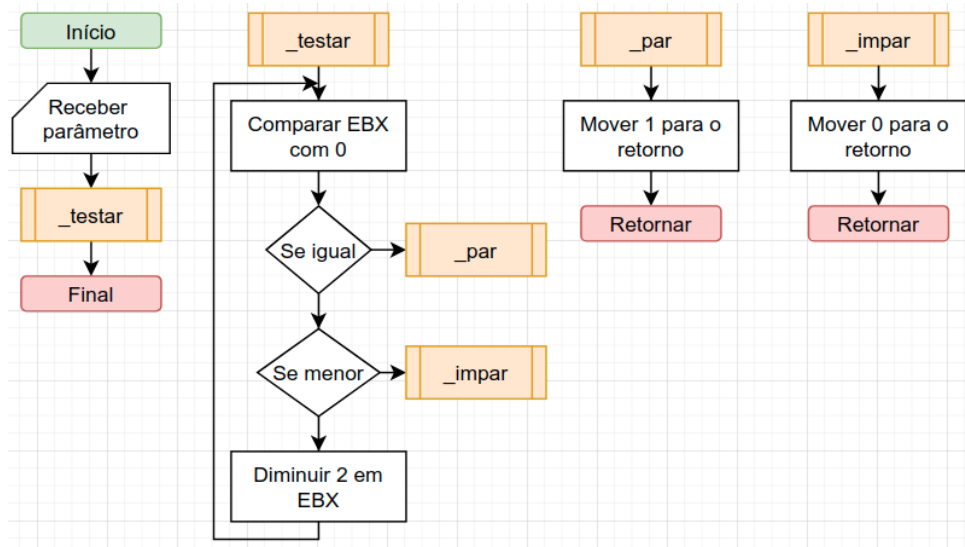 Início
Receber
parâmetro
_testar
Final
_testar
Comparar EBX
com 0
Se igual
_par
Se menor
_impar
Diminuir 2 em
EBX
_par
Mover 1 para o
retorno
Retornar
_impar
Mover 0 para o
retorno
Retornar